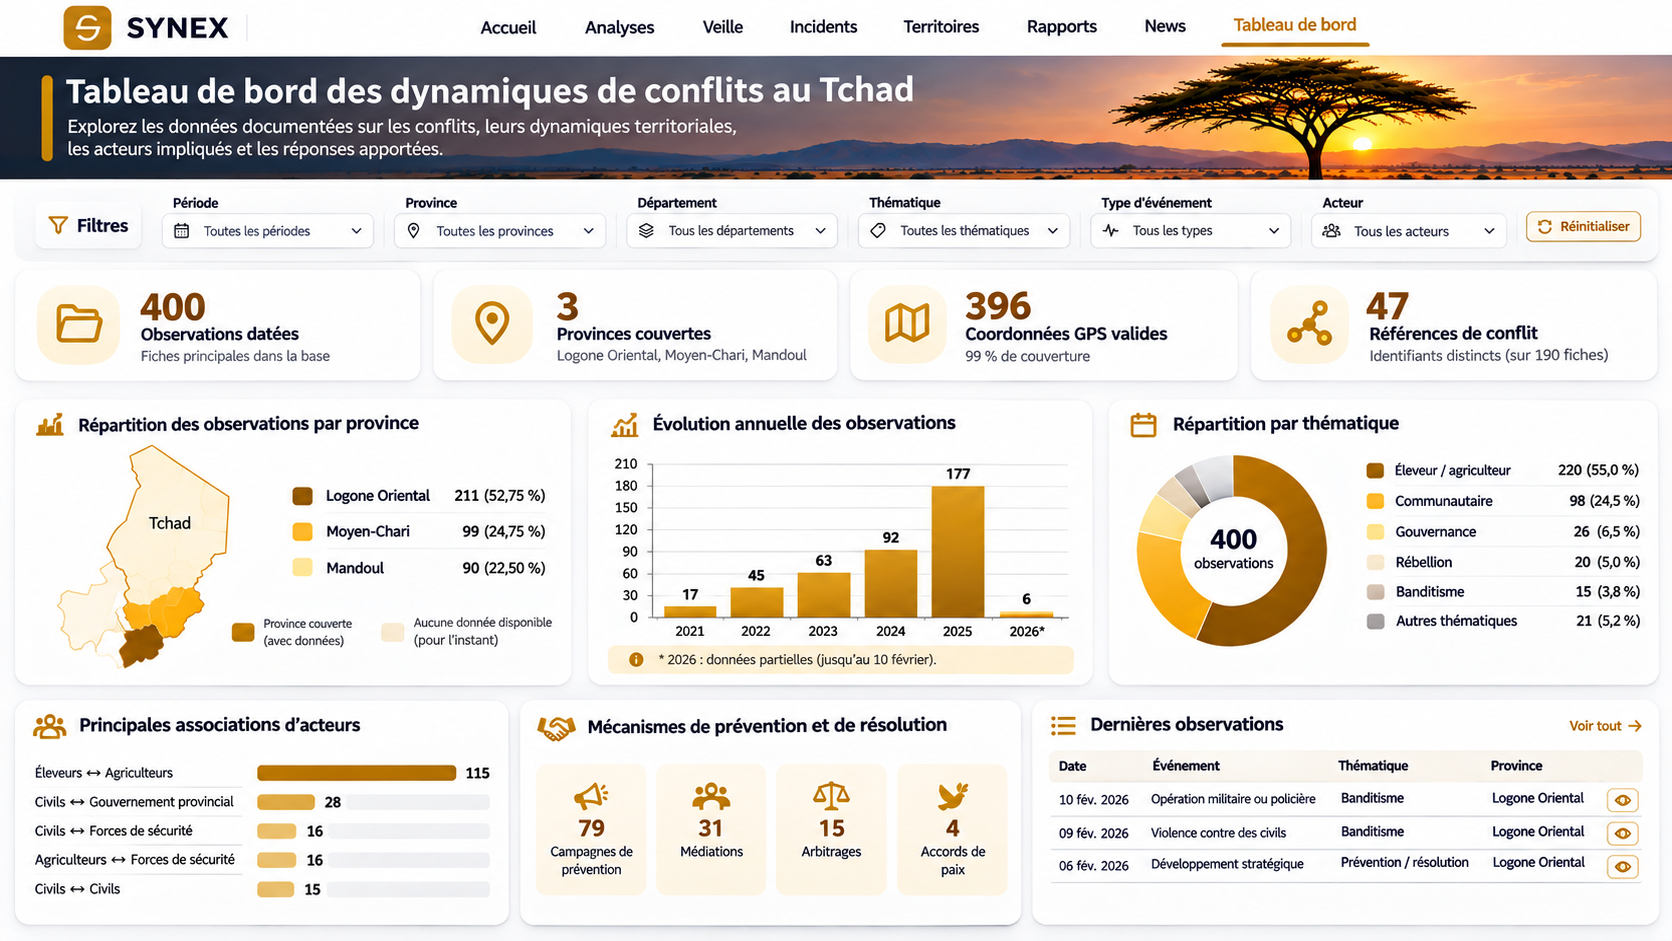 SYNEX
Accueil
Analyses
Veille
Incidents
Territoires
Rapports
News
Tableau de bord
Tableau de bord des dynamiques de conflits au Tchad
Explorez les données documentées sur les conflits, leurs dynamiques territoriales,
les acteurs impliqués et les réponses apportées.
Filtres
Période
Toutes les périodes
Province
Toutes les provinces
Département
Tous les départements
Thématique
Toutes les thématiques
Type d'événement
Tous les types
Acteur
Tous les acteurs
Réinitialiser
400
Observations datées
Fiches principales dans la base
3
Provinces couvertes
Logone Oriental, Moyen-Chari, Mandoul
396
Coordonnées GPS valides
99 % de couverture
47
Références de conflit
Identifiants distincts (sur 190 fiches)
Répartition des observations par province
Tchad
Logone Oriental 211 (52,75 %)
Moyen-Chari 99 (24,75 %)
Mandoul 90 (22,50 %)
Province couverte
(avec données)
Aucune donnée disponible
(pour l'instant)
Évolution annuelle des observations
210
180
150
120
90
60
30
0
17
45
63
92
177
6
2021
2022
2023
2024
2025
2026*
* 2026 : données partielles (jusqu'au 10 février).
Répartition par thématique
400
observations
Éleveur / agriculteur 220 (55,0 %)
Communautaire 98 (24,5 %)
Gouvernance 26 (6,5 %)
Rébellion 20 (5,0 %)
Banditisme 15 (3,8 %)
Autres thématiques 21 (5,2 %)
Principales associations d'acteurs
Éleveurs ↔ Agriculteurs 115
Civils ↔ Gouvernement provincial 28
Civils ↔ Forces de sécurité 16
Agriculteurs ↔ Forces de sécurité 16
Civils ↔ Civils 15
Mécanismes de prévention et de résolution
79
Campagnes de
prévention
31
Médiations
15
Arbitrages
4
Accords de
paix
Dernières observations
Voir tout →
Date Événement Thématique Province
10 fév. 2026 Opération militaire ou policière Banditisme Logone Oriental
09 fév. 2026 Violence contre des civils Banditisme Logone Oriental
06 fév. 2026 Développement stratégique Prévention / résolution Logone Oriental